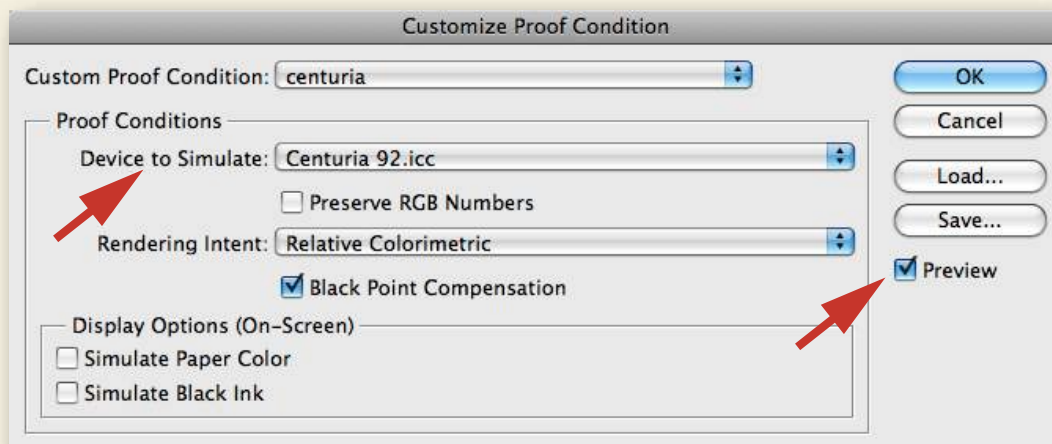 Customize Proof Condition
Custom Proof Condition: centuria
OK
Proof Conditions
Cancel
Device to Simulate: Centuria 92.icc
Load...
Preserve RGB Numbers
Save...
Rendering Intent: Relative Colorimetric
Preview
Black Point Compensation
Display Options (On-Screen)
Simulate Paper Color
Simulate Black Ink